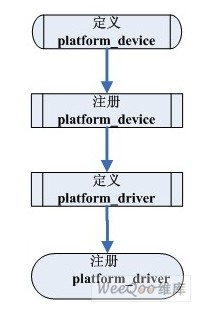 定义
platform_device
注册
platform_device
定义
platform_driver
注册
platform_driver
WeeQoo维库